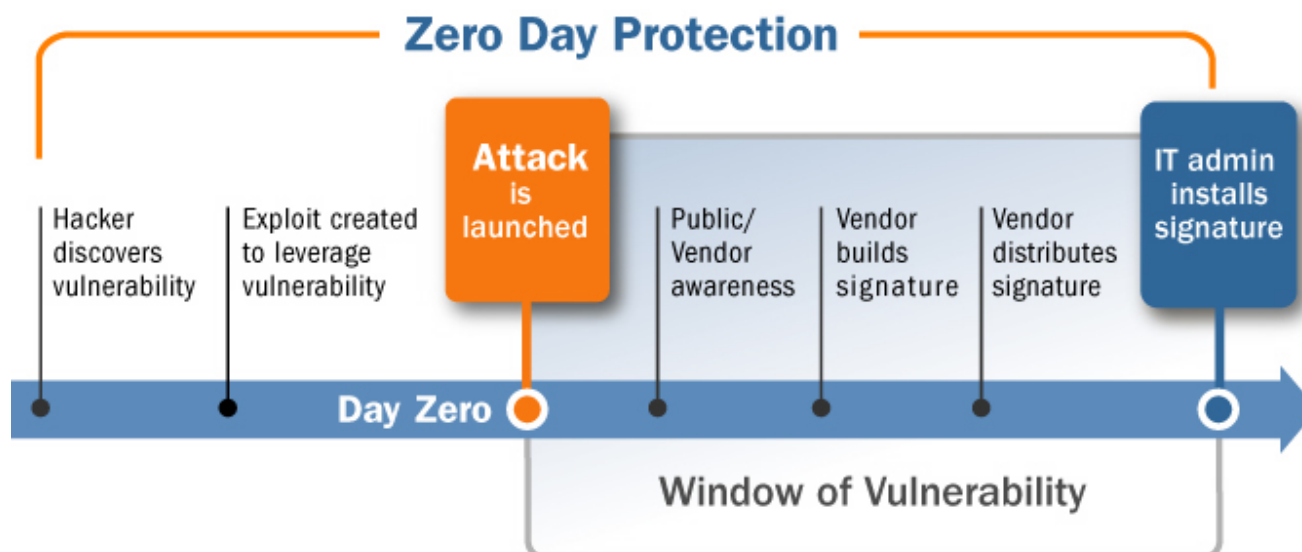 Zero Day Protection
Hacker
discovers
vulnerability
Exploit created
to leverage
vulnerability
Attack
is
launched
Public/
Vendor
awareness
Vendor
builds
signature
Vendor
distributes
signature
IT admin
installs
signature
Day Zero
Window of Vulnerability